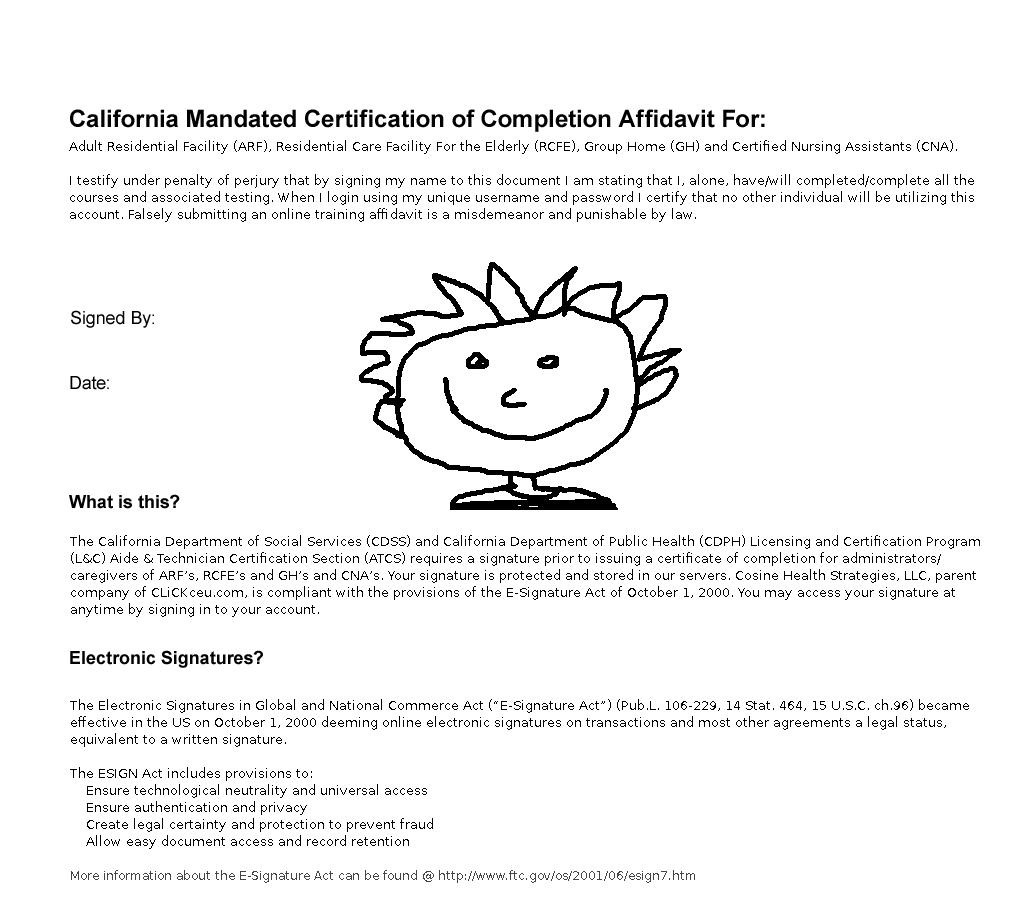 California Mandated Certification of Completion Affidavit For:
Adult Residential Facility (ARF), Residential Care Facility For the Elderly (RCFE), Group Home (GH) and Certified Nursing Assistants (CNA).
I testify under penalty of perjury that by signing my name to this document I am stating that I, alone, have/will completed/complete all the
courses and associated testing. When I login using my unique username and password I certify that no other individual will be utilizing this
account. Falsely submitting an online training affidavit is a misdemeanor and punishable by law.
Signed By:
Date:
What is this?
The California Department of Social Services (CDSS) and California Department of Public Health (CDPH) Licensing and Certification Program
(L&C) Aide & Technician Certification Section (ATCS) requires a signature prior to issuing a certificate of completion for administrators/
caregivers of ARF's, RCFE's and GH's and CNA's. Your signature is protected and stored in our servers. Cosine Health Strategies, LLC, parent
company of CLiCKceu.com, is compliant with the provisions of the E-Signature Act of October 1, 2000. You may access your signature at
anytime by signing in to your account.
Electronic Signatures?
The Electronic Signatures in Global and National Commerce Act (“E-Signature Act”) (Pub.L. 106-229, 14 Stat. 464, 15 U.S.C. ch.96) became
effective in the US on October 1, 2000 deeming online electronic signatures on transactions and most other agreements a legal status,
equivalent to a written signature.
The ESIGN Act includes provisions to:
Ensure technological neutrality and universal access
Ensure authentication and privacy
Create legal certainty and protection to prevent fraud
Allow easy document access and record retention
More information about the E-Signature Act can be found @ http://www.ftc.gov/os/2001/06/esign7.htm